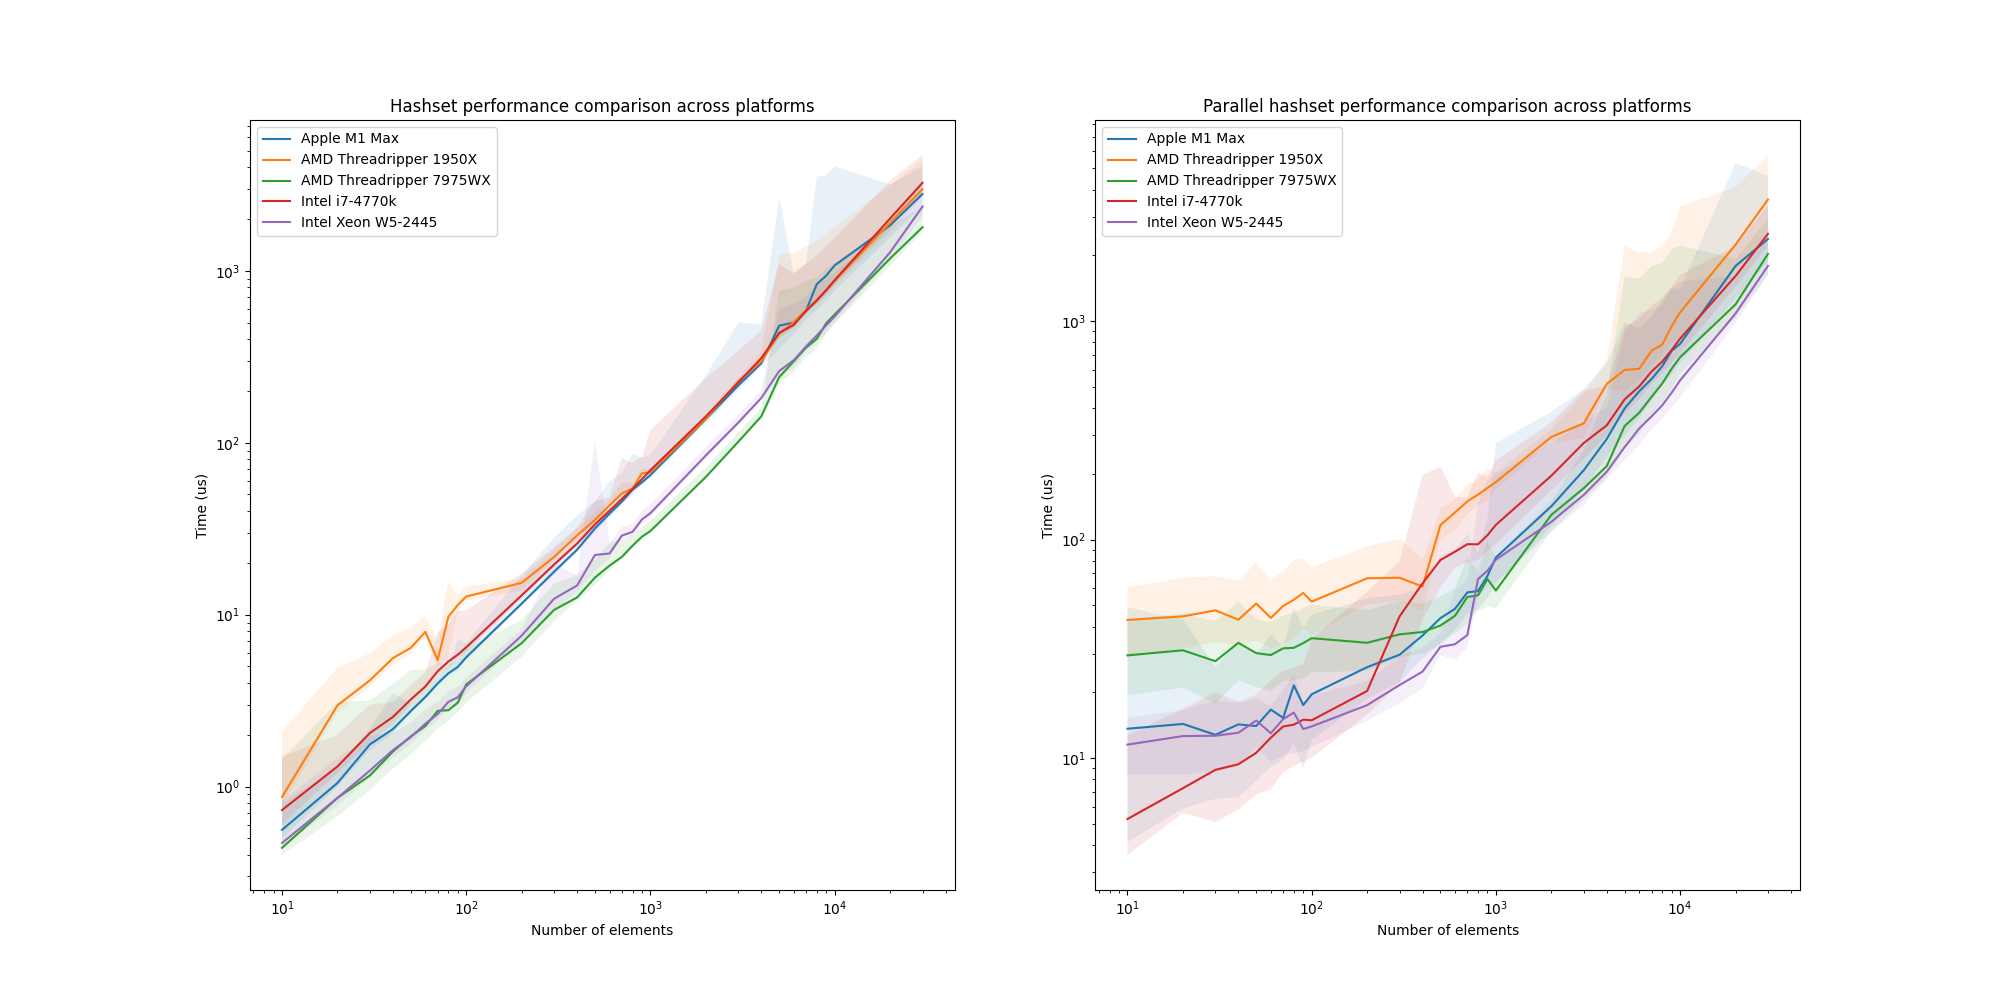 Hashset performance comparison across platforms
Apple M1 Max
AMD Threadripper 1950X
AMD Threadripper 7975WX
Intel i7-4770k
Intel Xeon W5-2445
Time (us)
10³
10²
10¹
10⁰
10¹ 10² 10³ 10⁴
Number of elements
Parallel hashset performance comparison across platforms
Apple M1 Max
AMD Threadripper 1950X
AMD Threadripper 7975WX
Intel i7-4770k
Intel Xeon W5-2445
Time (us)
10³
10²
10¹
10¹ 10² 10³ 10⁴
Number of elements